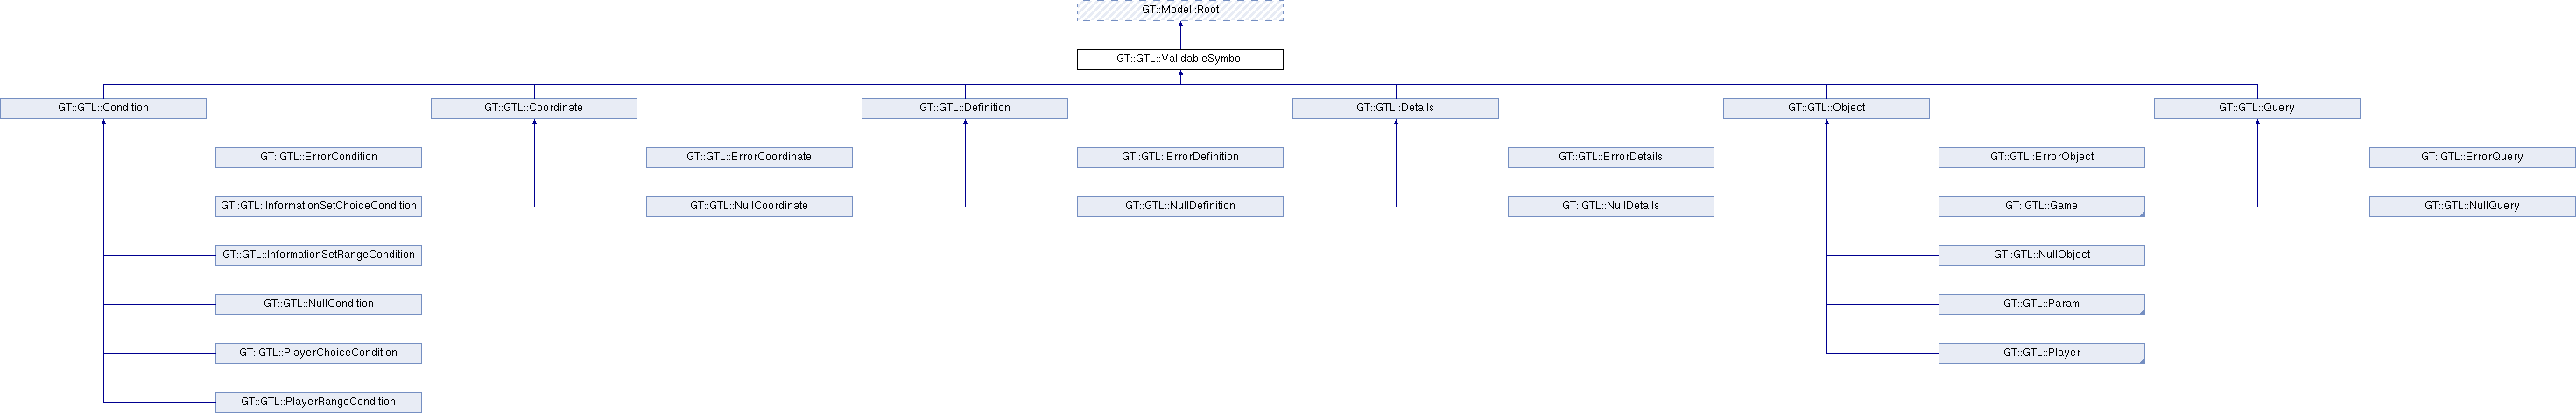 GT::Model::Root
GT::GTL::ValidableSymbol
GT::GTL::Condition
GT::GTL::Coordinate
GT::GTL::Definition
GT::GTL::Details
GT::GTL::Object
GT::GTL::Query
GT::GTL::ErrorCondition
GT::GTL::ErrorCoordinate
GT::GTL::ErrorDefinition
GT::GTL::ErrorDetails
GT::GTL::ErrorObject
GT::GTL::ErrorQuery
GT::GTL::InformationSetChoiceCondition
GT::GTL::NullCoordinate
GT::GTL::NullDefinition
GT::GTL::NullDetails
GT::GTL::Game
GT::GTL::NullQuery
GT::GTL::InformationSetRangeCondition
GT::GTL::NullObject
GT::GTL::NullCondition
GT::GTL::Param
GT::GTL::PlayerChoiceCondition
GT::GTL::Player
GT::GTL::PlayerRangeCondition